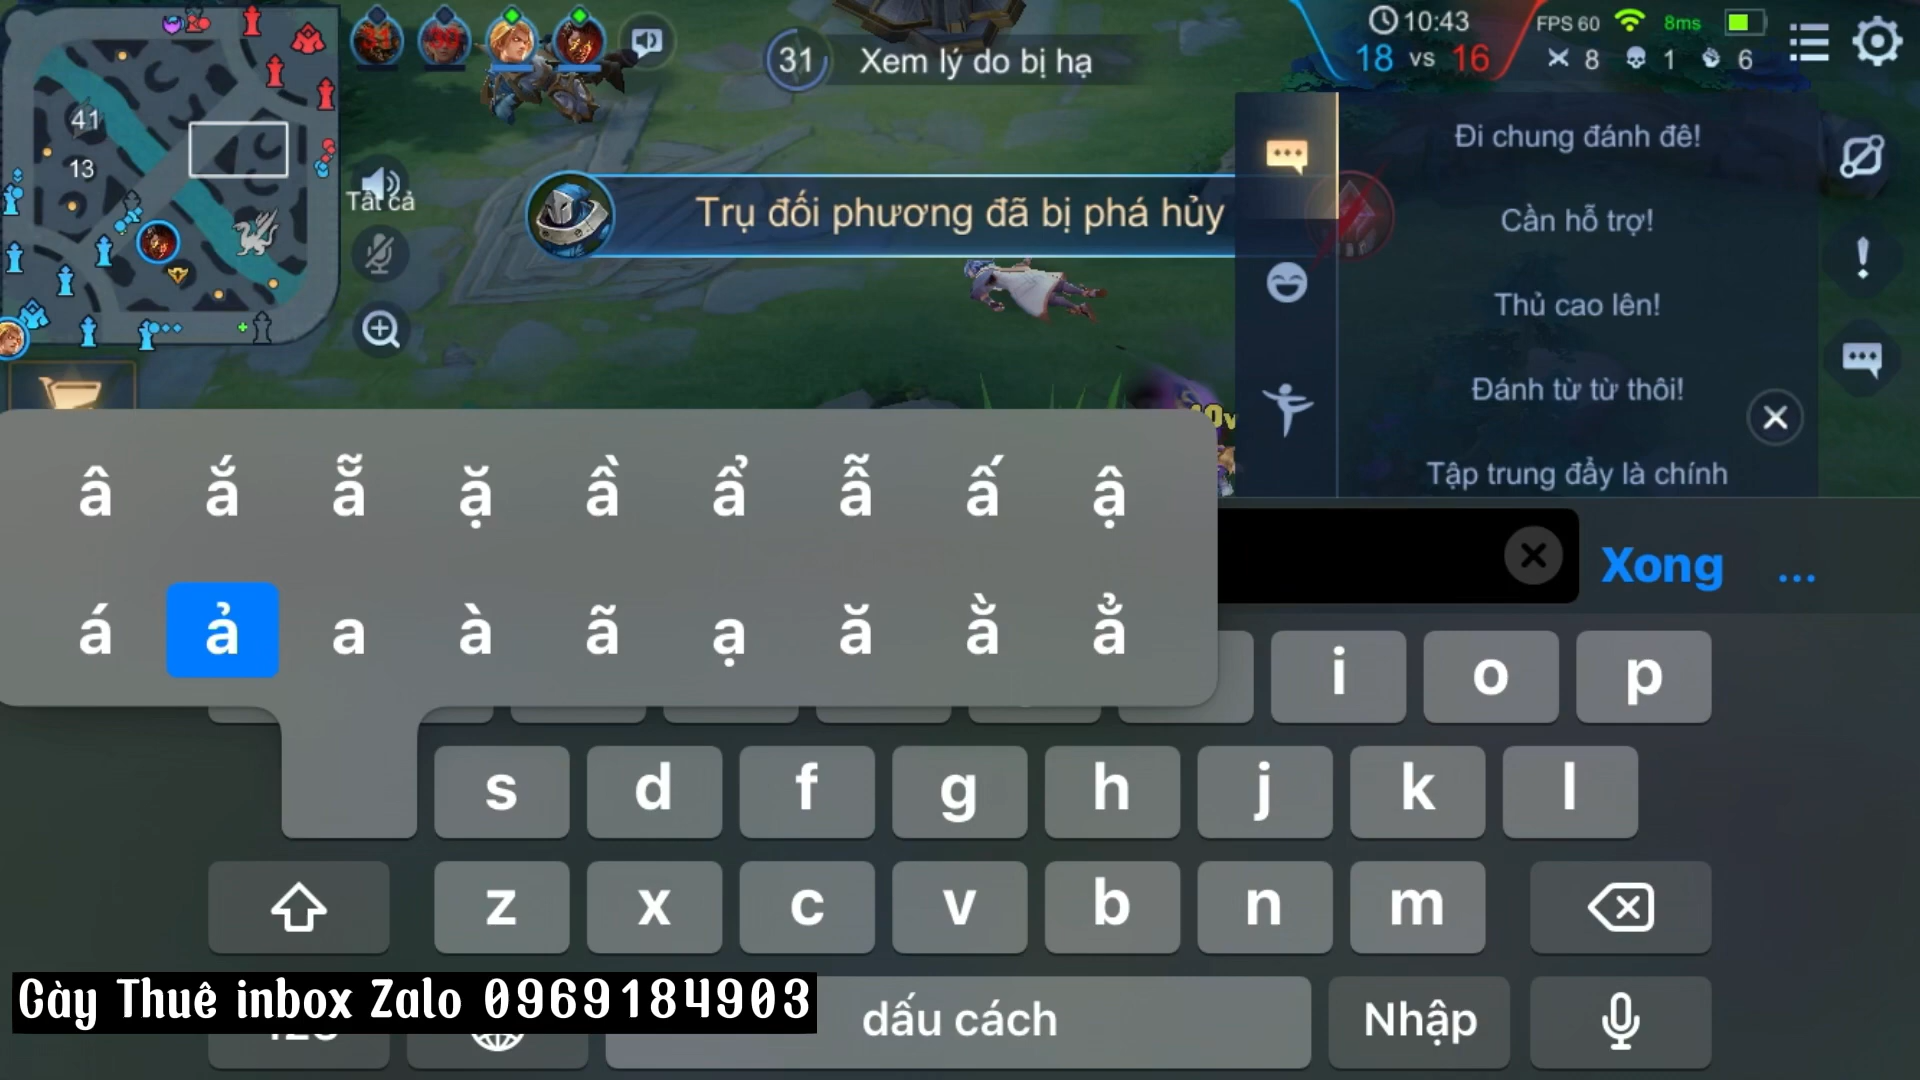 10:43
FPS 60
8ms
31
Xem lý do bị hạ
18 vs 16
8
1
6
41
13
Tất cả
Trụ đối phương đã bị phá hủy
Đi chung đánh đê!
Cần hỗ trợ!
Thủ cao lên!
Đánh từ từ thôi!
Tập trung đẩy là chính
â ắ ẵ ặ ầ ẩ ẫ ấ ậ
á ả a à ã ạ ă ằ ẳ
Xong ...
i o p
s d f g h j k l
z x c v b n m
Cày Thuê inbox Zalo 0969184903
dấu cách
Nhập